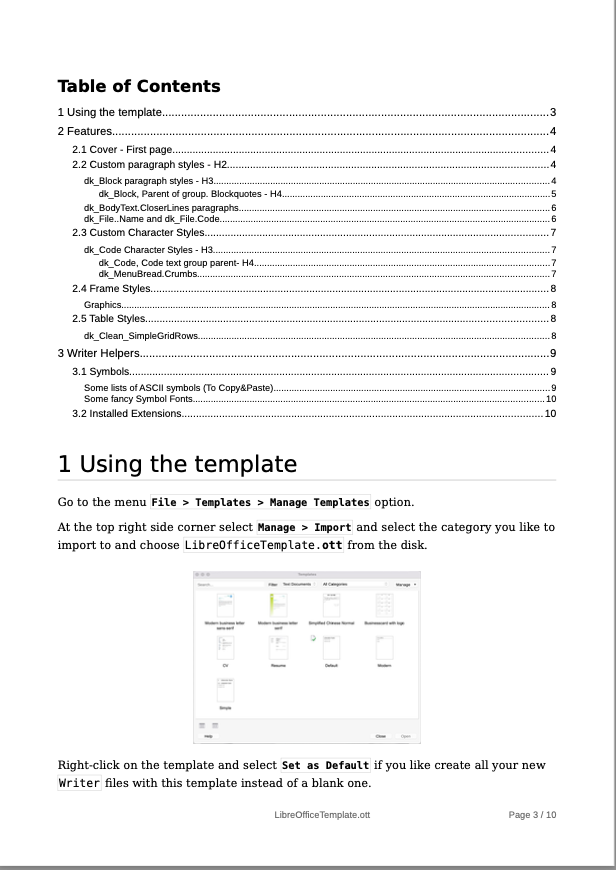 Table of Contents
1 Using the template....................3
2 Features....................4
2.1 Cover - First page....................4
2.2 Custom paragraph styles - H2....................4
dk_Block paragraph styles - H3....................4
dk_Block, Parent of group. Blockquotes - H4....................5
dk_BodyText.CloserLines paragraphs....................6
dk_File..Name and dk_File.Code....................6
2.3 Custom Character Styles....................7
dk_Code Character Styles - H3....................7
dk_Code, Code text group parent- H4....................7
dk_MenuBread.Crumbs....................7
2.4 Frame Styles....................8
Graphics....................8
2.5 Table Styles....................8
dk_Clean_SimpleGridRows....................8
3 Writer Helpers....................9
3.1 Symbols....................9
Some lists of ASCII symbols (To Copy&Paste)....................9
Some fancy Symbol Fonts....................10
3.2 Installed Extensions....................10
1 Using the template
Go to the menu File > Templates > Manage Templates option.
At the top right side corner select Manage > Import and select the category you like to
import to and choose LibreOfficeTemplate.ott from the disk.
Templates
Search... Filter Text Documents All Categories Manage
Modern business letter sans-serif Modern business letter serif Simplified Chinese Normal Businesscard with logo
CV Resume Default Modern
Simple
Help Close Open
Right-click on the template and select Set as Default if you like create all your new
Writer files with this template instead of a blank one.
LibreOfficeTemplate.ott Page 3 / 10